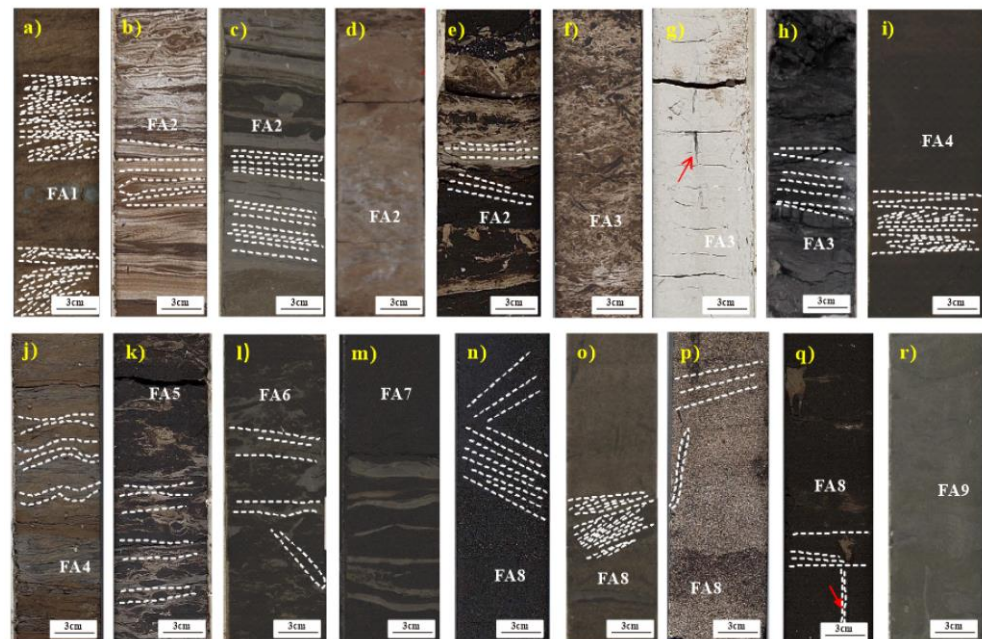 a)
b)
c)
d)
e)
f)
g)
h)
i)
FA1
FA2
FA2
FA2
FA2
FA3
FA3
FA3
FA4
3cm
3cm
3cm
3cm
3cm
3cm
3cm
3cm
3cm
j)
k)
l)
m)
n)
o)
p)
q)
r)
FA4
FA5
FA6
FA7
FA8
FA8
FA8
FA8
FA9
3cm
3cm
3cm
3cm
3cm
3cm
3cm
3cm
3cm